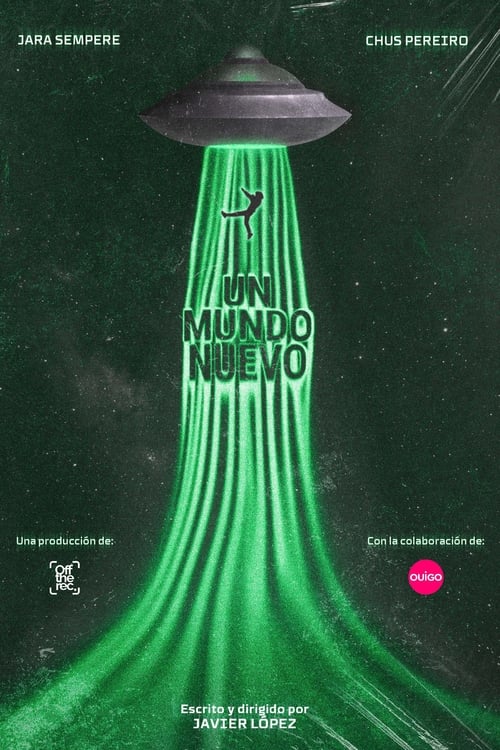 JARA SEMPERE
CHUS PEREIRO
UN
MUNDO
NUEVO
Una producción de:
Con la colaboración de:
Off
the
rec.
OUIGO
Escrito y dirigido por
JAVIER LÓPEZ